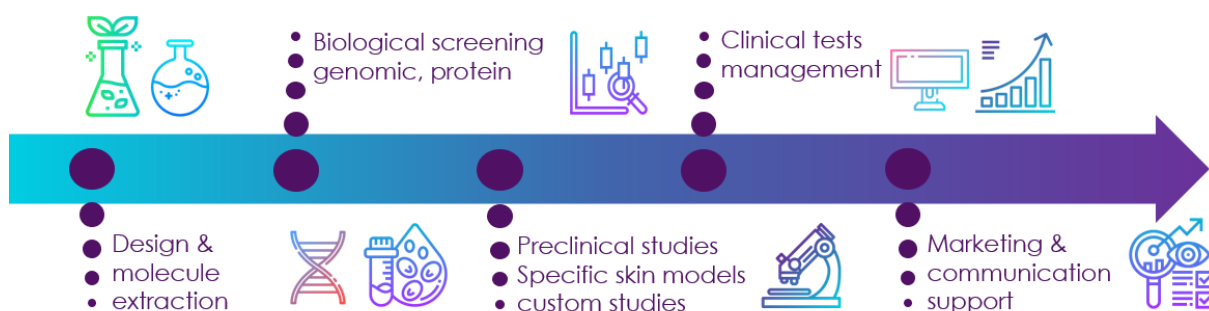 Biological screening
genomic, protein
Clinical tests
management
Design &
molecule
extraction
Preclinical studies
Specific skin models
custom studies
Marketing &
communication
support